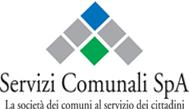 Servizi Comunali SpA
La società dei comuni al servizio dei cittadini